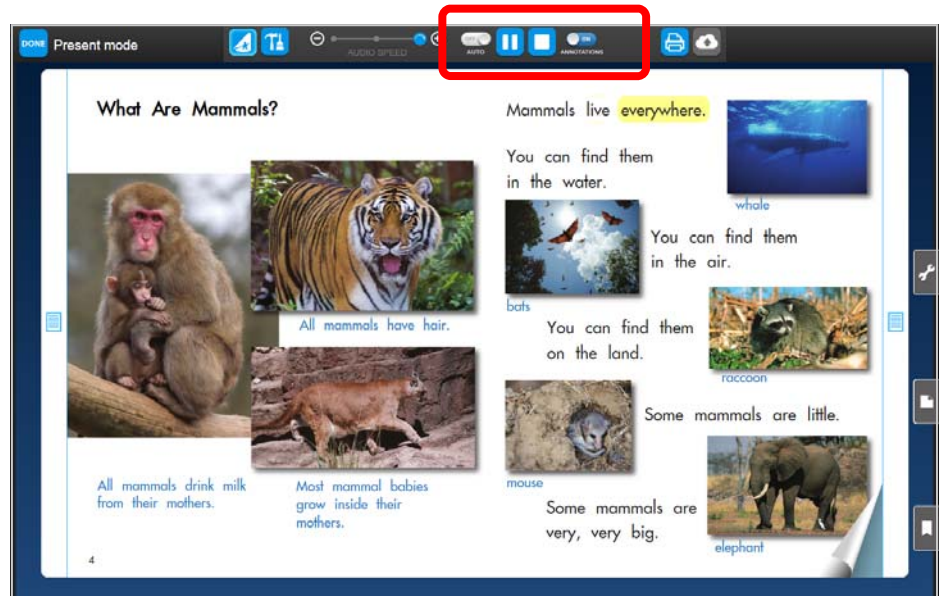 DONE Present mode
AUDIO SPEED
OFF
AUTO
ON
ANNOTATIONS
What Are Mammals?
All mammals have hair.
All mammals drink milk
from their mothers.
Most mammal babies
grow inside their
mothers.
4
Mammals live everywhere.
You can find them
in the water.
whale
bats
You can find them
in the air.
You can find them
on the land.
raccoon
mouse
Some mammals are little.
Some mammals are
very, very big.
elephant